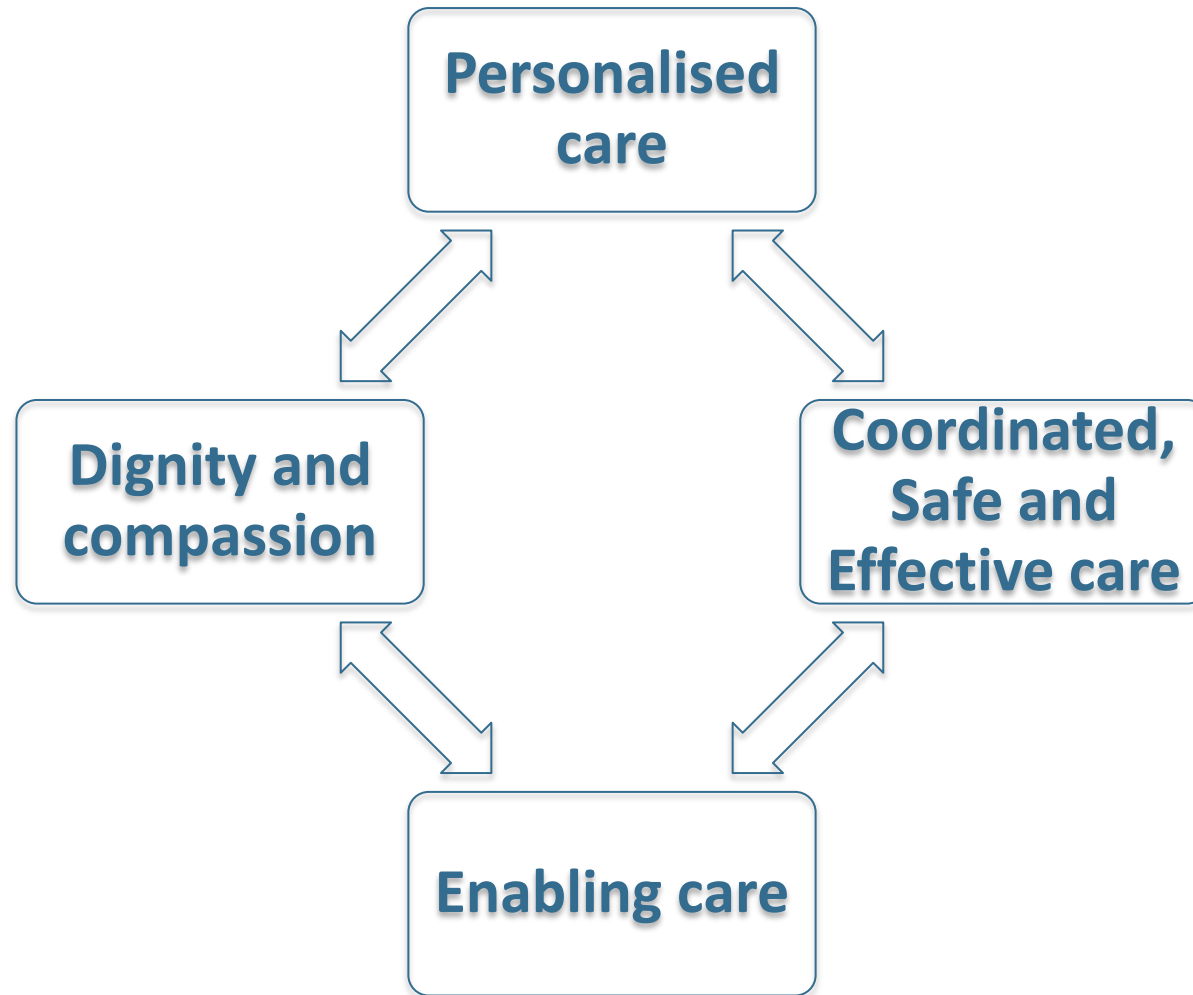 Personalised
care
Dignity and
compassion
Coordinated,
Safe and
Effective care
Enabling care